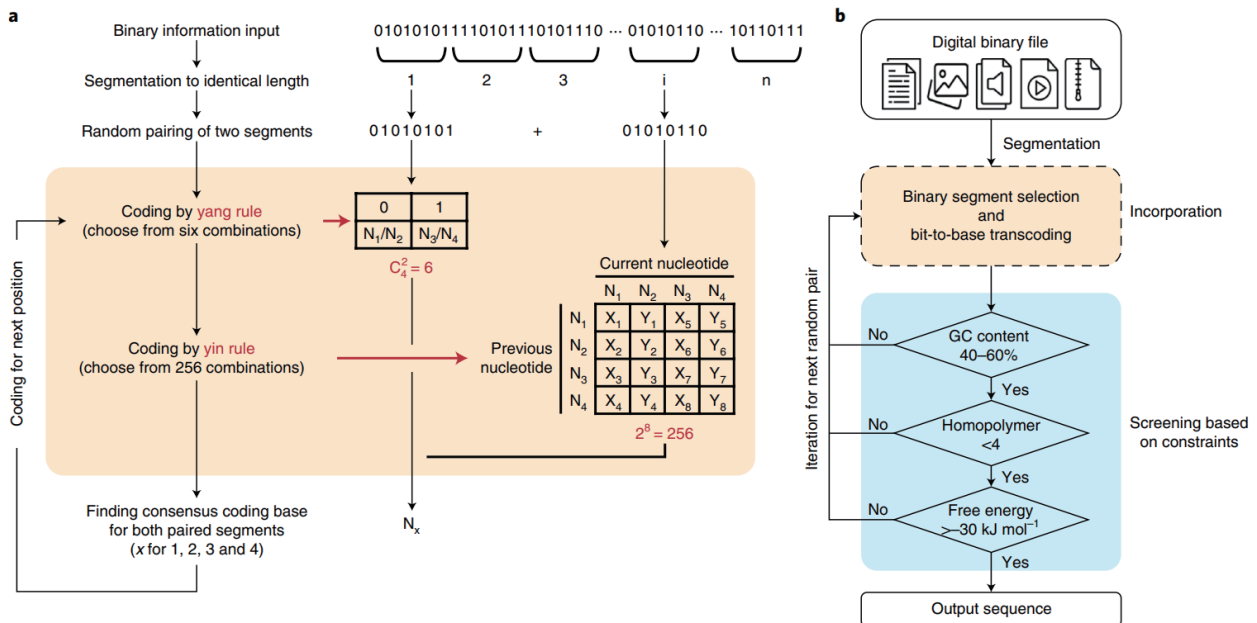 a
Binary information input
Segmentation to identical length
Random pairing of two segments
Coding by yang rule
(choose from six combinations)
Coding by yin rule
(choose from 256 combinations)
Finding consensus coding base
for both paired segments
(x for 1, 2, 3 and 4)
Coding for next position
0101010111110101110101110 ··· 01010110 ··· 10110111
1 2 3 i n
01010101 + 01010110
0 1
N1/N2 N3/N4
C₄² = 6
Current nucleotide
N1 N2 N3 N4
Previous
nucleotide
N1 X1 Y1 X5 Y5
N2 X2 Y2 X6 Y6
N3 X3 Y3 X7 Y7
N4 X4 Y4 X8 Y8
2⁸ = 256
Nx
b
Digital binary file
Segmentation
Binary segment selection
and
bit-to-base transcoding
Incorporation
Iteration for next random pair
GC content
40–60%
No
Yes
Homopolymer
<4
No
Yes
Free energy
>–30 kJ mol⁻¹
No
Yes
Screening based
on constraints
Output sequence